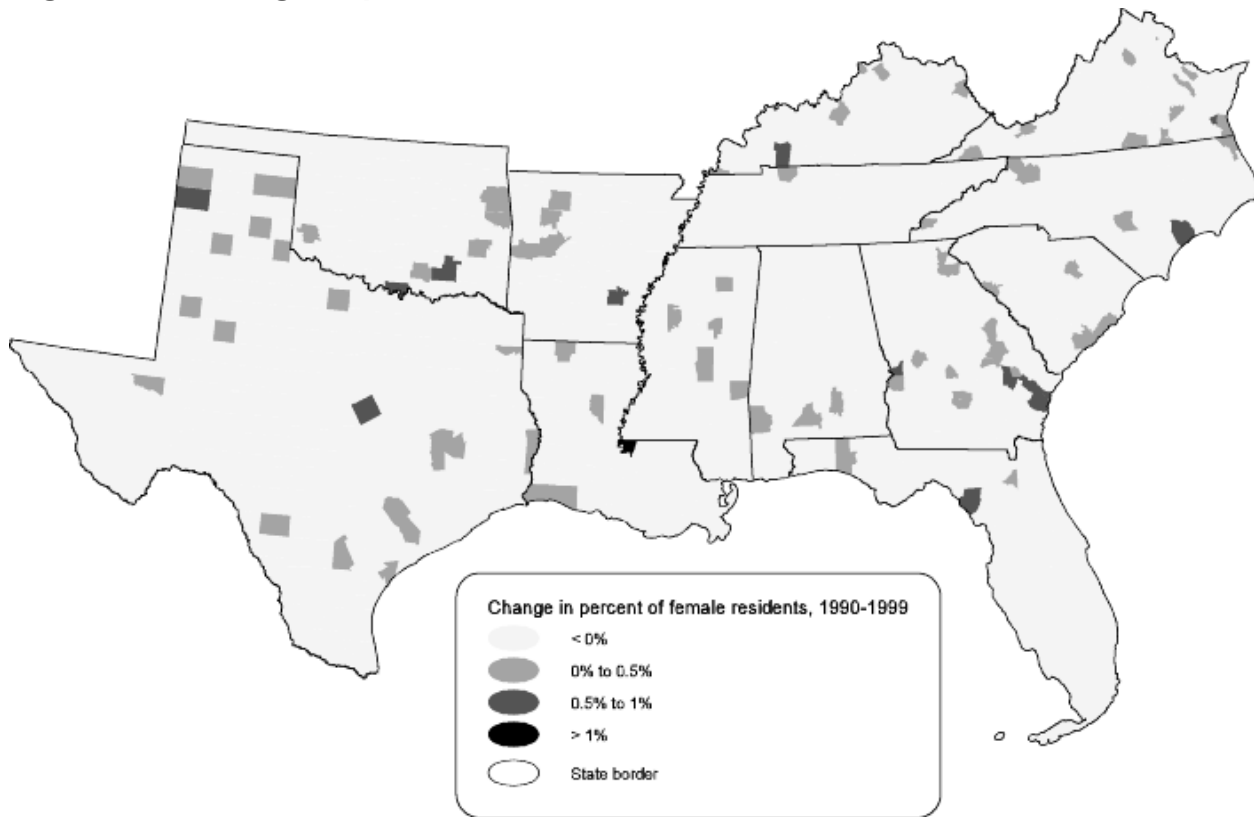 Change in percent of female residents, 1990-1999
< 0%
0% to 0.5%
0.5% to 1%
> 1%
State border